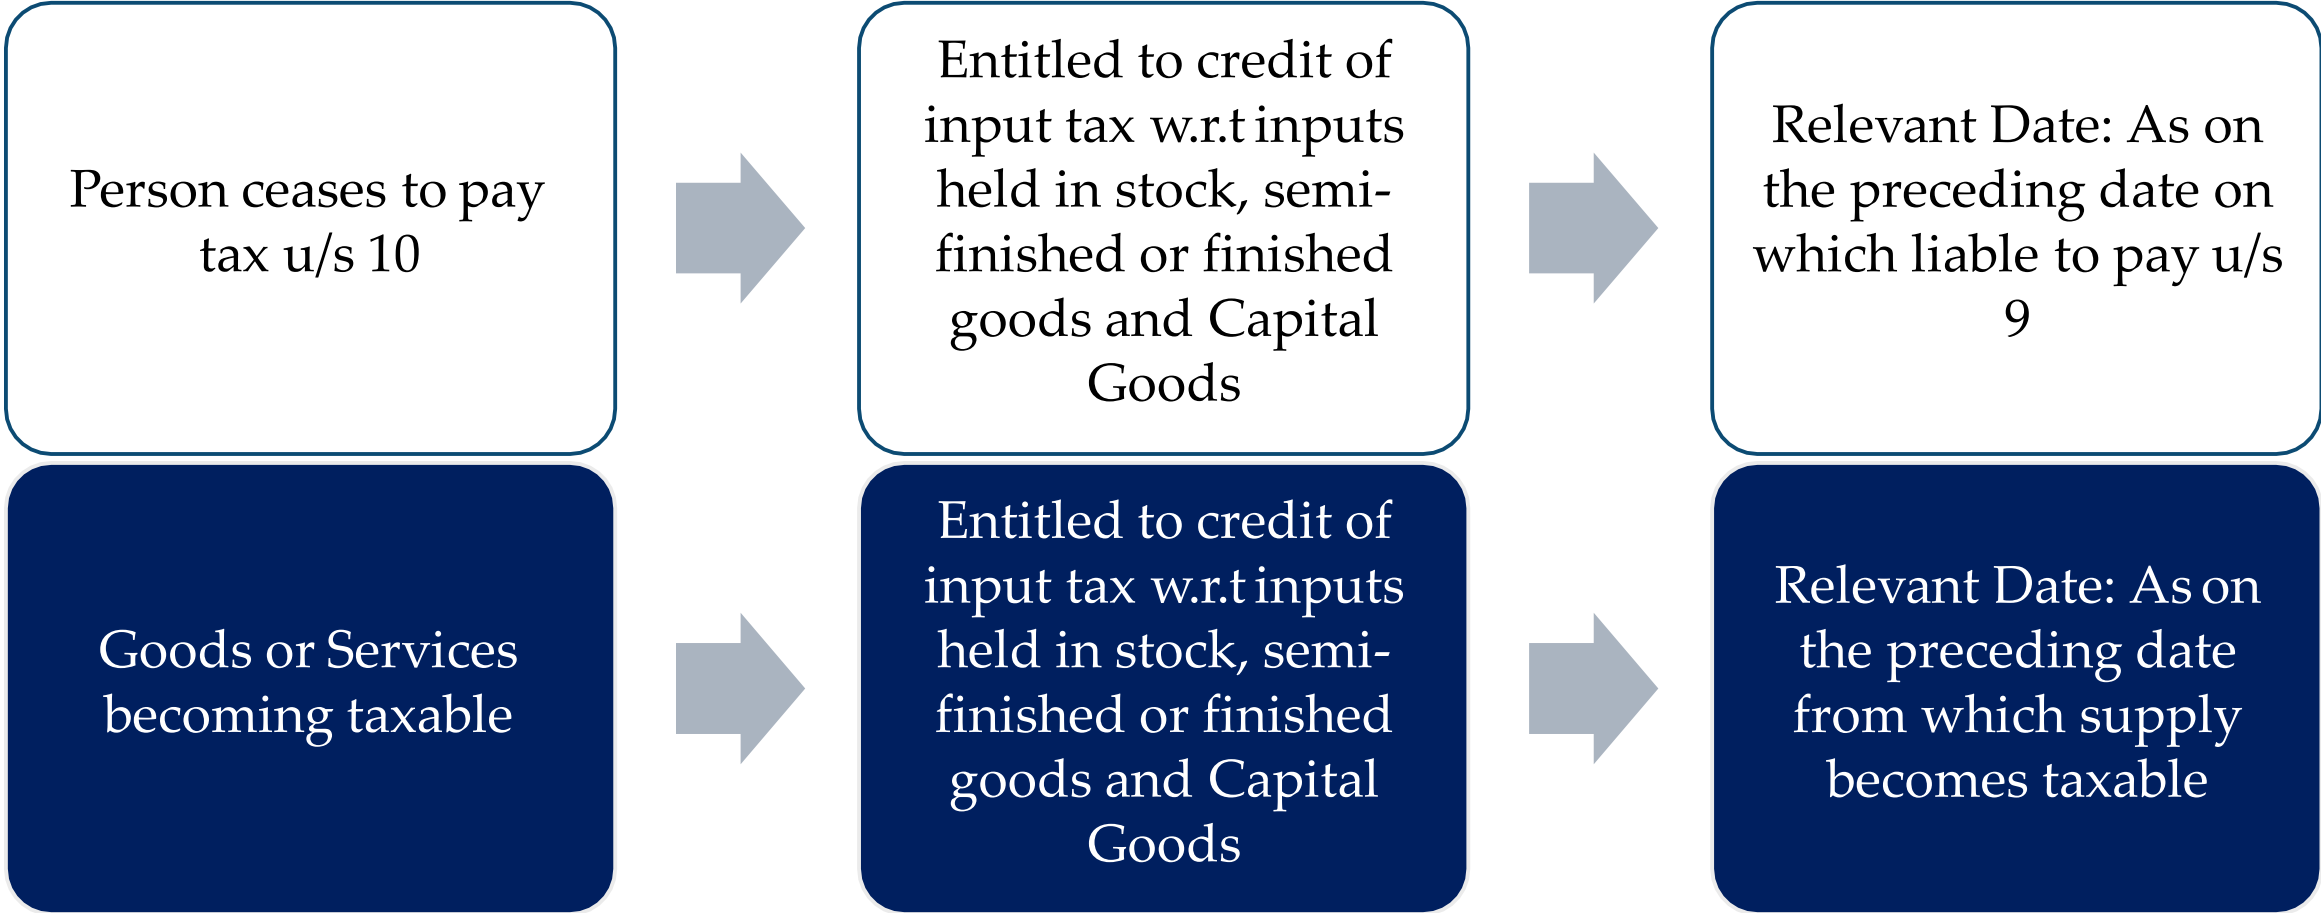 Person ceases to pay
tax u/s 10
Entitled to credit of
input tax w.r.t inputs
held in stock, semi-
finished or finished
goods and Capital
Goods
Relevant Date: As on
the preceding date on
which liable to pay u/s
9
Goods or Services
becoming taxable
Entitled to credit of
input tax w.r.t inputs
held in stock, semi-
finished or finished
goods and Capital
Goods
Relevant Date: As on
the preceding date
from which supply
becomes taxable